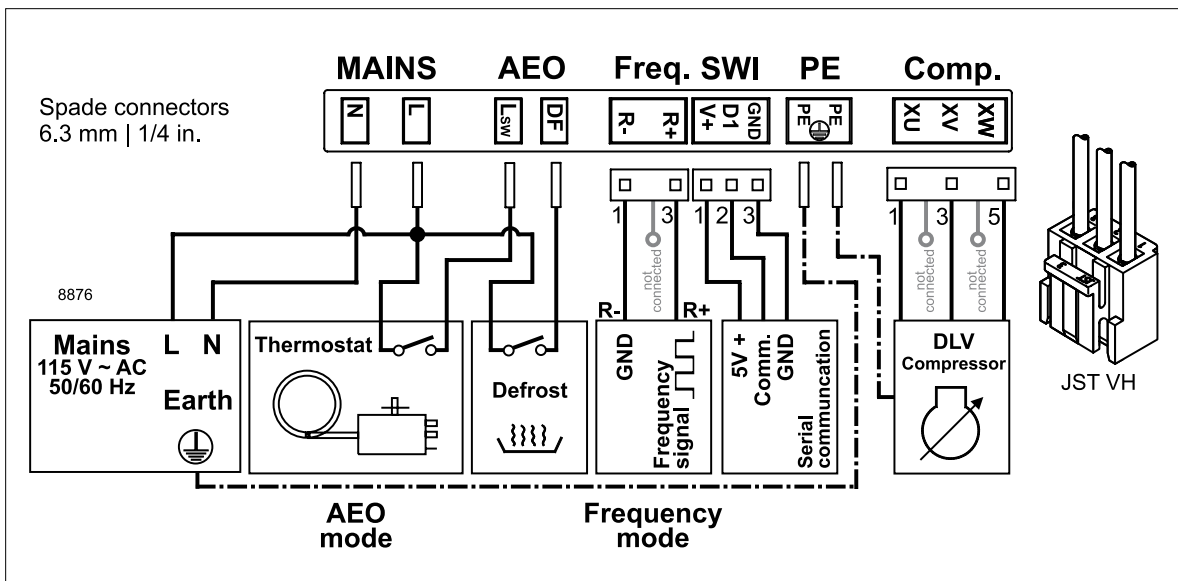 MAINS AEO Freq. SWI PE Comp.
Spade connectors
6.3 mm | 1/4 in.
N L Lsw DF R- R+ V+ D1 GND PE PE XU XV XW
1 3 1 2 3 1 3 5
not connected
not connected
not connected
8876
R- R+
Mains L N
115 V ~ AC
50/60 Hz
Earth
Thermostat
Defrost
GND
Frequency
signal
5V +
Comm.
GND
Serial
communcation
DLV
Compressor
JST VH
AEO
mode
Frequency
mode